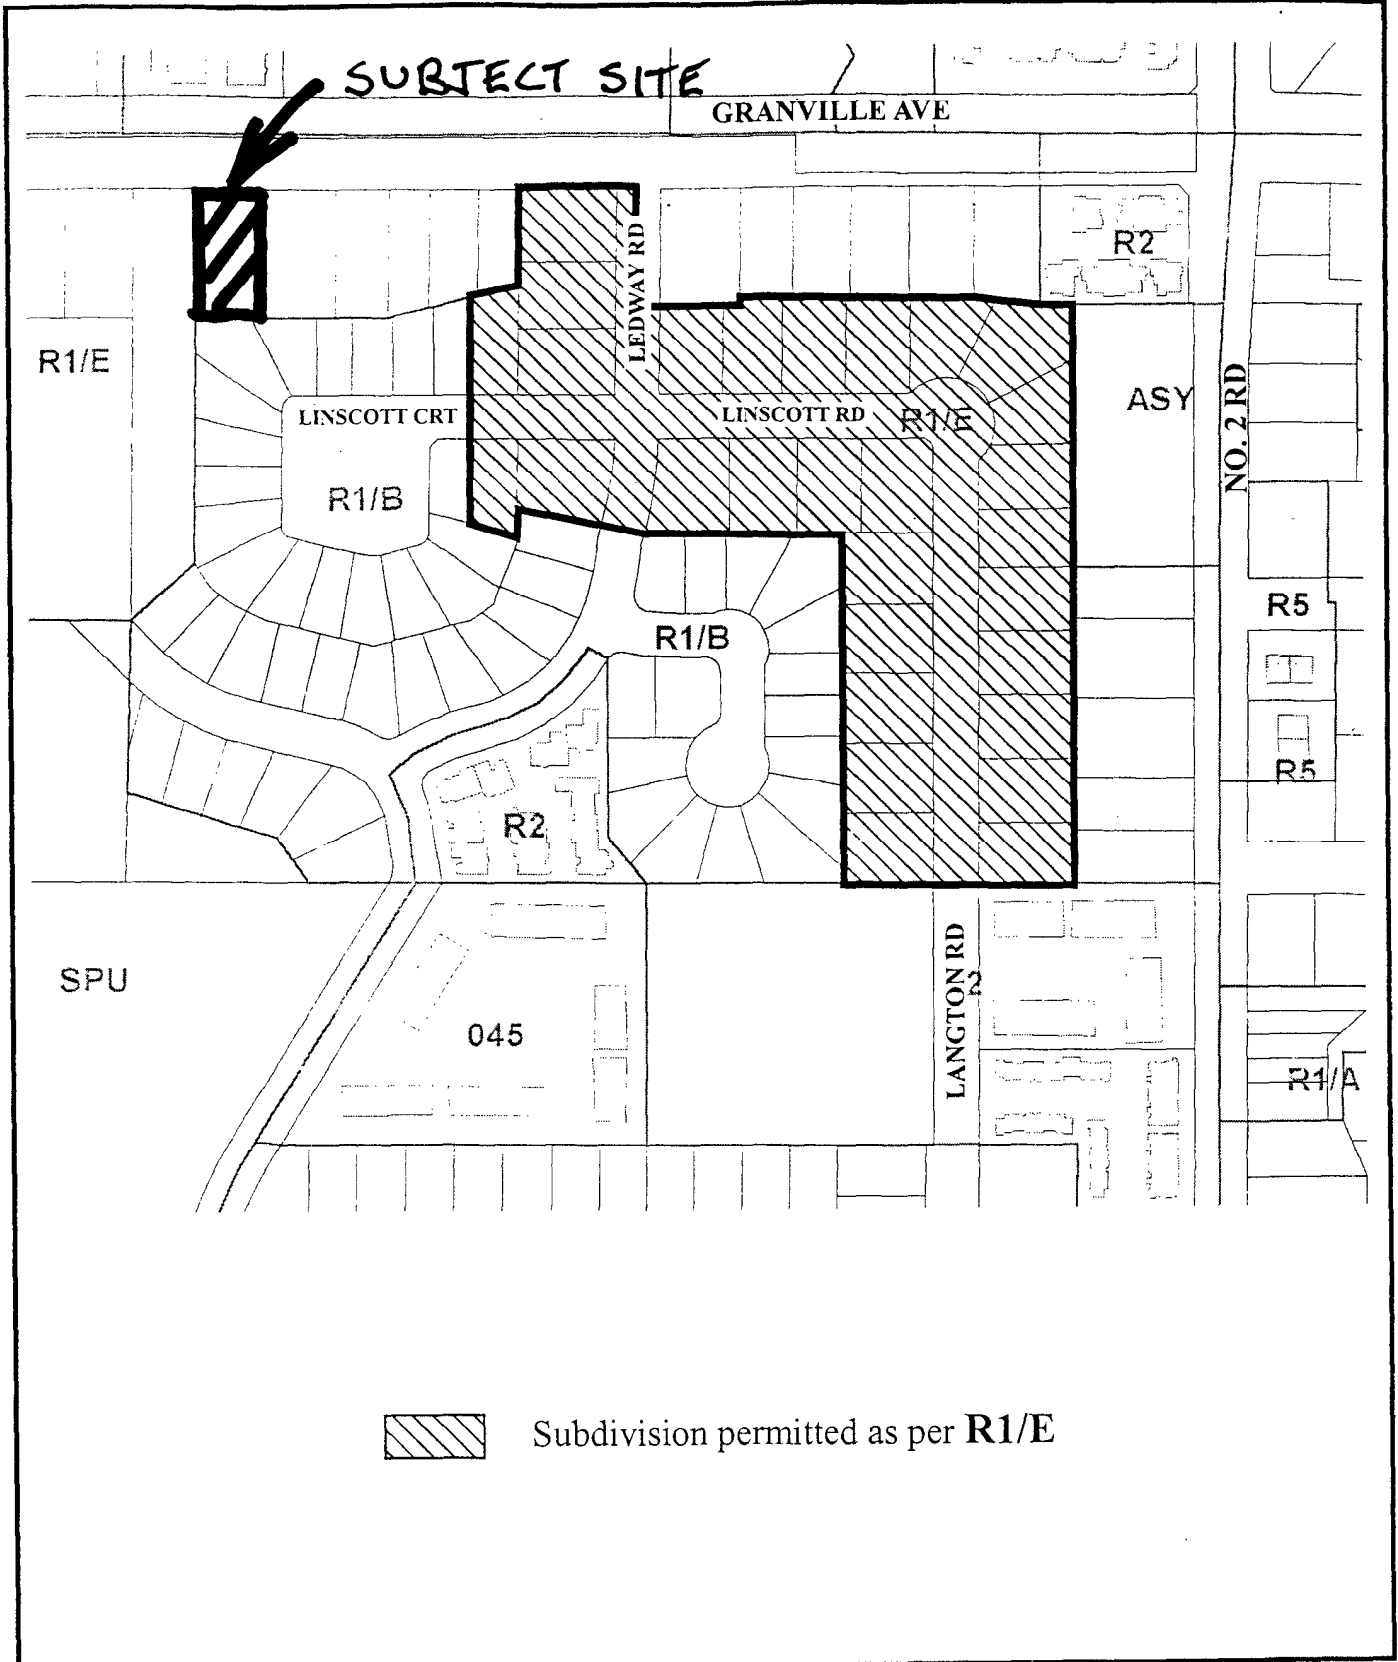 SUBJECT SITE
GRANVILLE AVE
LEDWAY RD
R2
R1/E
ASY
NO. 2 RD
LINSCOTT CRT
LINSCOTT RD
R1/E
R1/B
R5
R1/B
R5
R2
SPU
LANGTON RD
2
045
R1/A
Subdivision permitted as per R1/E